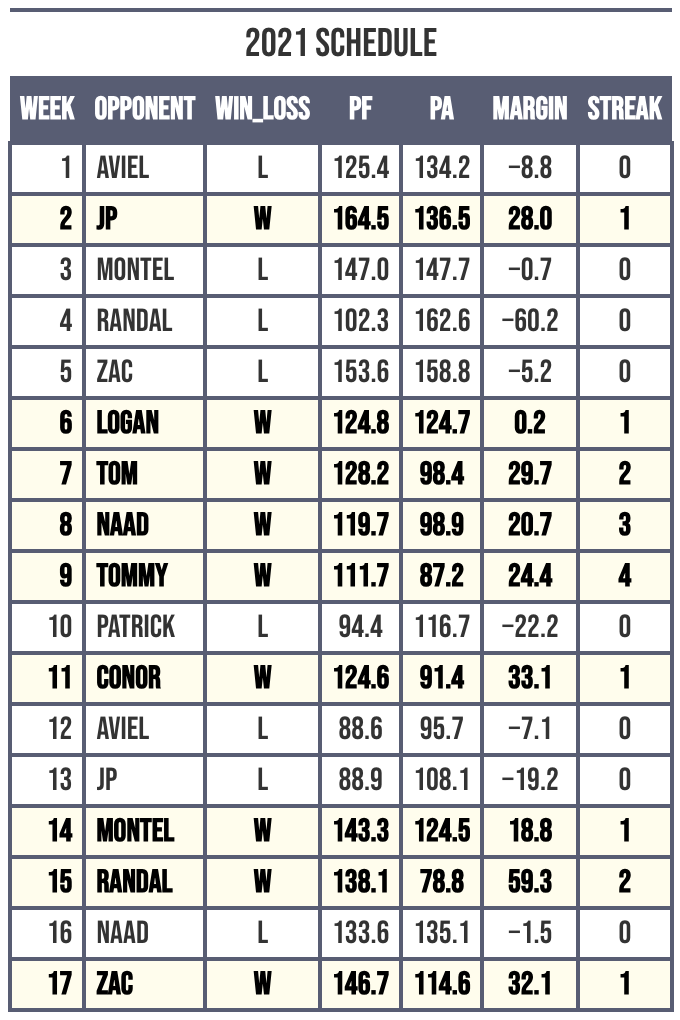 2021 SCHEDULE
WEEK OPPONENT WIN_LOSS PF PA MARGIN STREAK
1 AVIEL L 125.4 134.2 −8.8 0
2 JP W 164.5 136.5 28.0 1
3 MONTEL L 147.0 147.7 −0.7 0
4 RANDAL L 102.3 162.6 −60.2 0
5 ZAC L 153.6 158.8 −5.2 0
6 LOGAN W 124.8 124.7 0.2 1
7 TOM W 128.2 98.4 29.7 2
8 NAAD W 119.7 98.9 20.7 3
9 TOMMY W 111.7 87.2 24.4 4
10 PATRICK L 94.4 116.7 −22.2 0
11 CONOR W 124.6 91.4 33.1 1
12 AVIEL L 88.6 95.7 −7.1 0
13 JP L 88.9 108.1 −19.2 0
14 MONTEL W 143.3 124.5 18.8 1
15 RANDAL W 138.1 78.8 59.3 2
16 NAAD L 133.6 135.1 −1.5 0
17 ZAC W 146.7 114.6 32.1 1